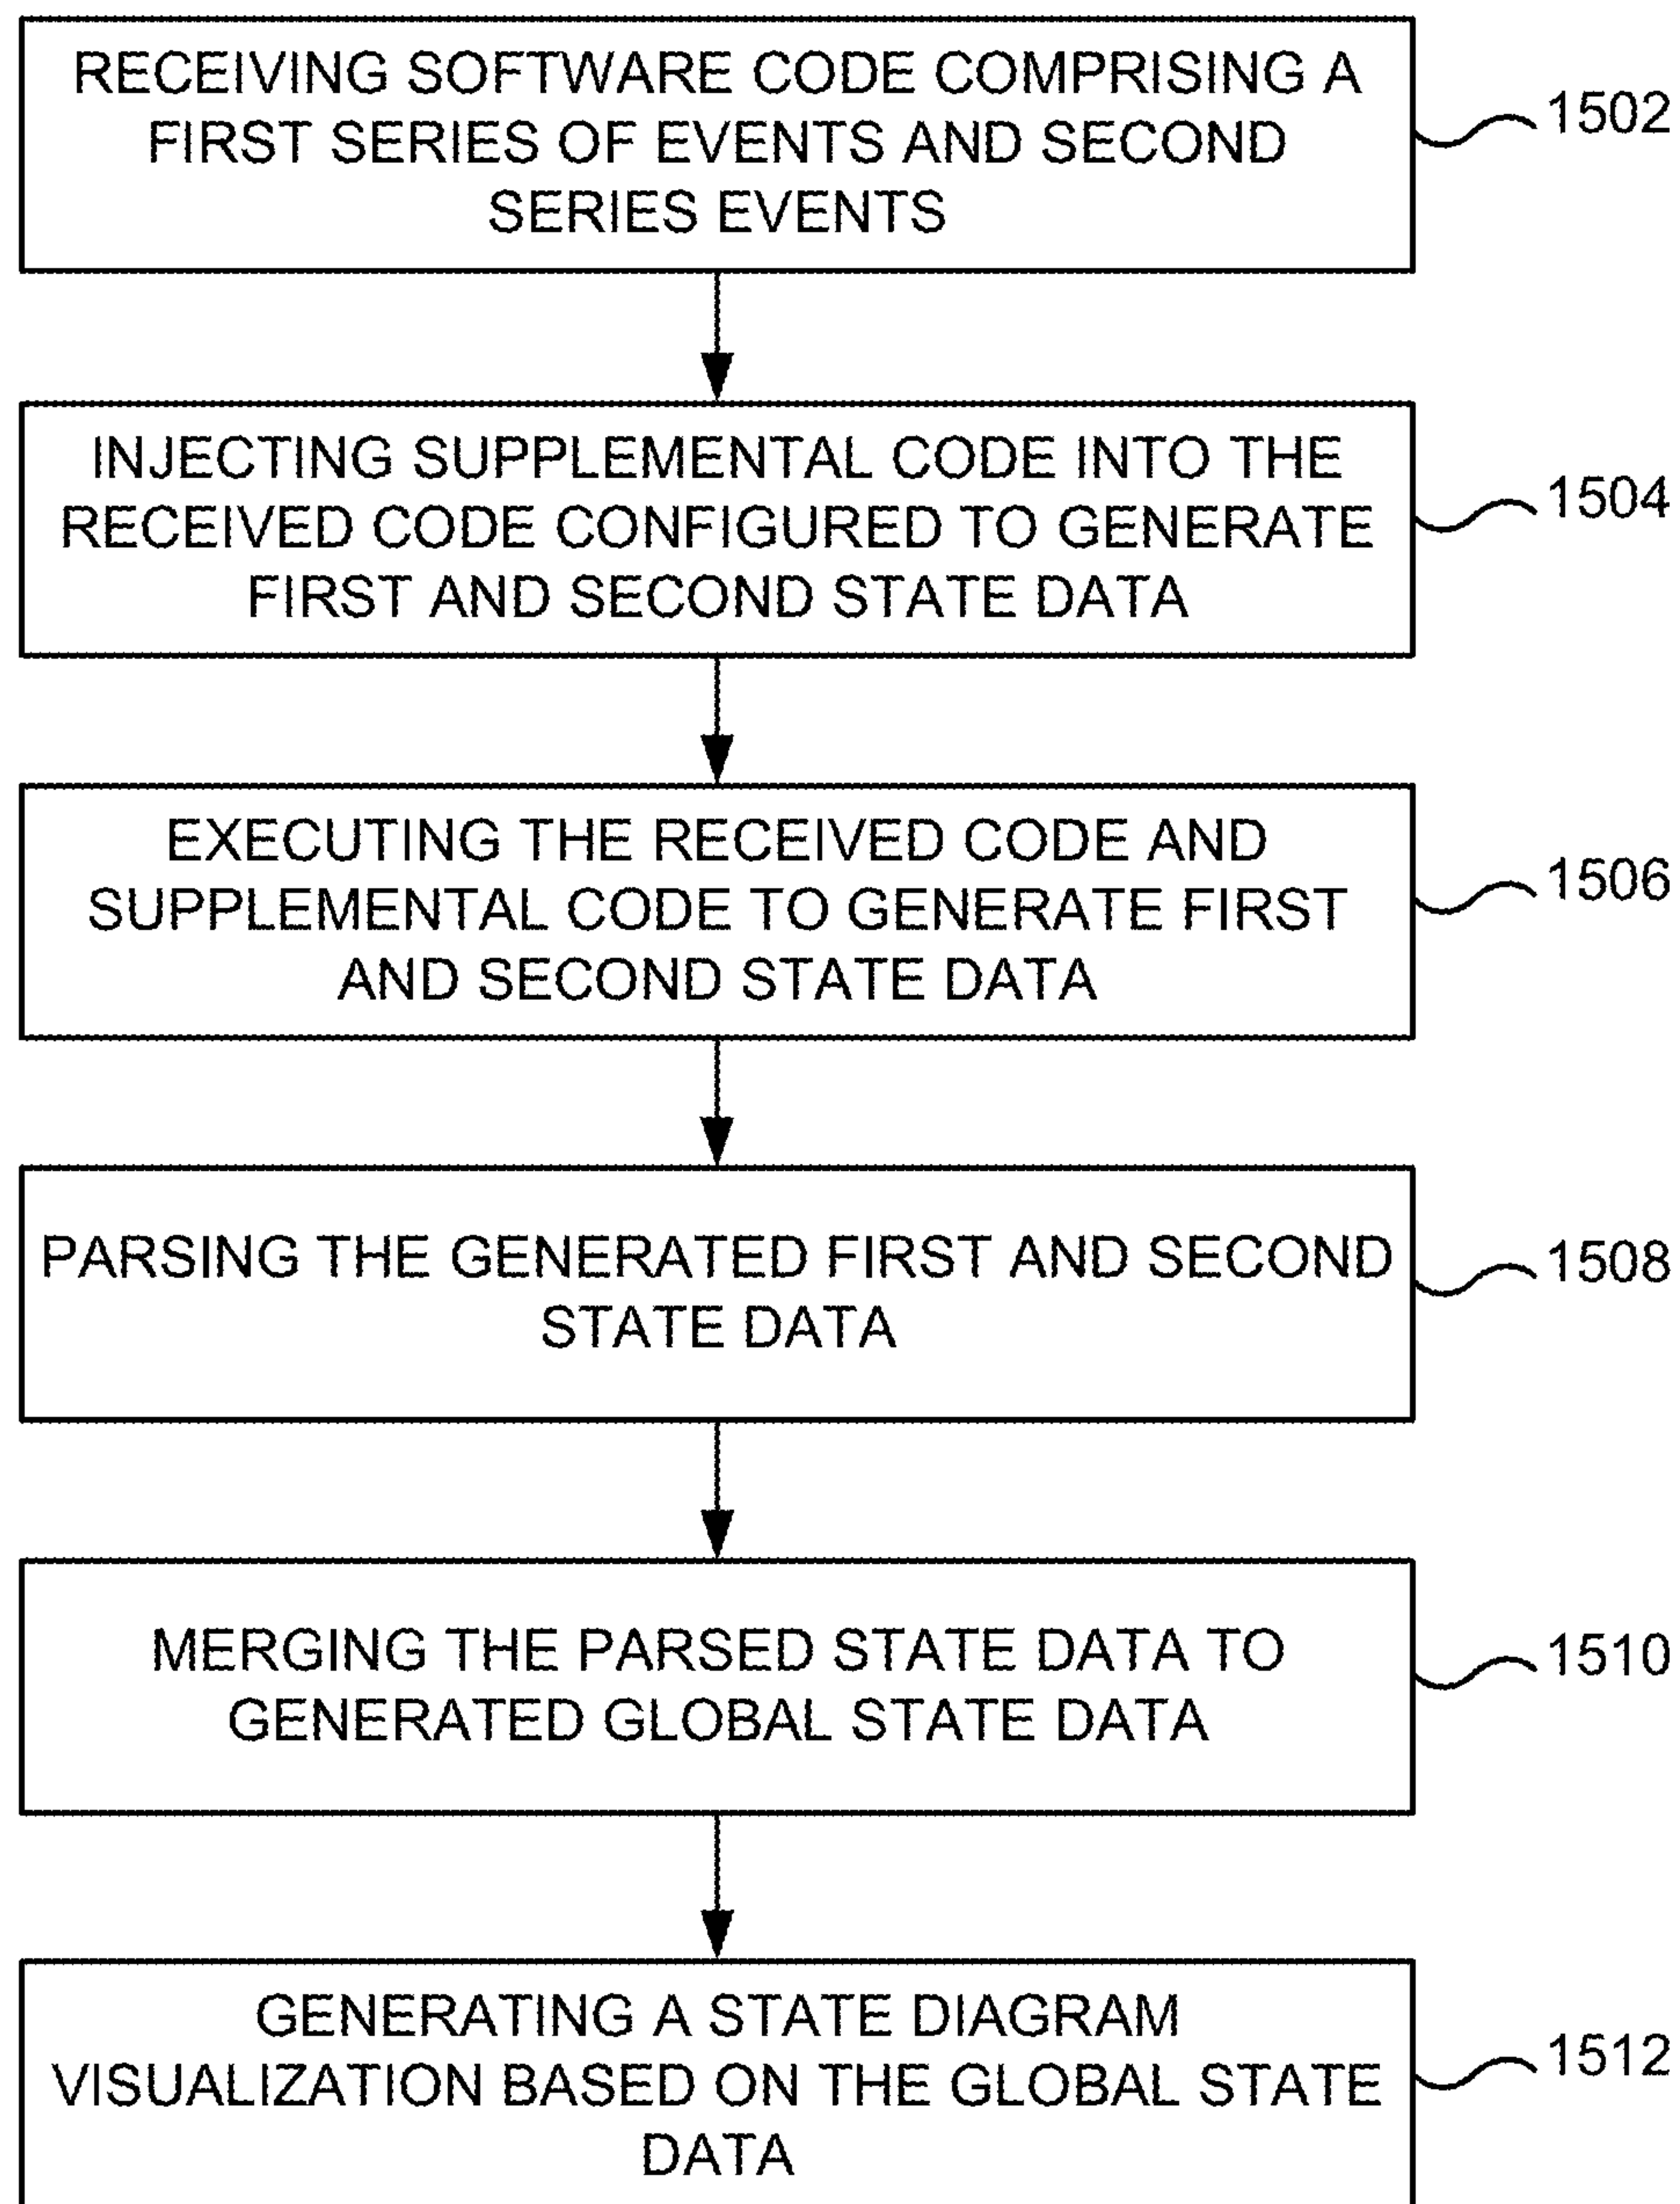 RECEIVING SOFTWARE CODE COMPRISING A
FIRST SERIES OF EVENTS AND SECOND
SERIES EVENTS
1502
INJECTING SUPPLEMENTAL CODE INTO THE
RECEIVED CODE CONFIGURED TO GENERATE
FIRST AND SECOND STATE DATA
1504
EXECUTING THE RECEIVED CODE AND
SUPPLEMENTAL CODE TO GENERATE FIRST
AND SECOND STATE DATA
1506
PARSING THE GENERATED FIRST AND SECOND
STATE DATA
1508
MERGING THE PARSED STATE DATA TO
GENERATED GLOBAL STATE DATA
1510
GENERATING A STATE DIAGRAM
VISUALIZATION BASED ON THE GLOBAL STATE
DATA
1512